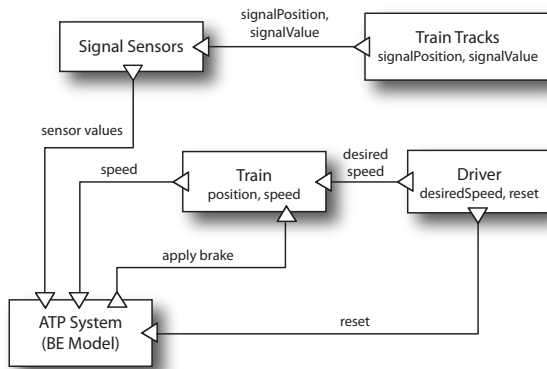 signalPosition,
signalValue
Signal Sensors
Train Tracks
signalPosition, signalValue
sensor values
speed
Train
position, speed
desired
speed
Driver
desiredSpeed, reset
apply brake
ATP System
(BE Model)
reset